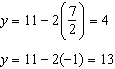 y = 11 − 2(7/2) = 4
y = 11 − 2(−1) = 13